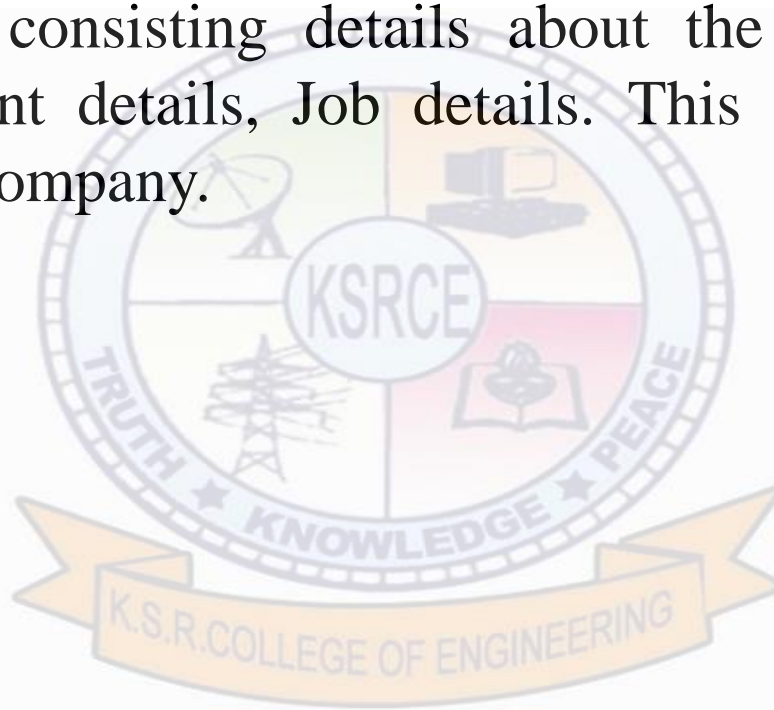 consisting details about the
nt details, Job details. This
ompany.
KSRCE
TRUTH ★ KNOWLEDGE ★ PEACE
K.S.R.COLLEGE OF ENGINEERING